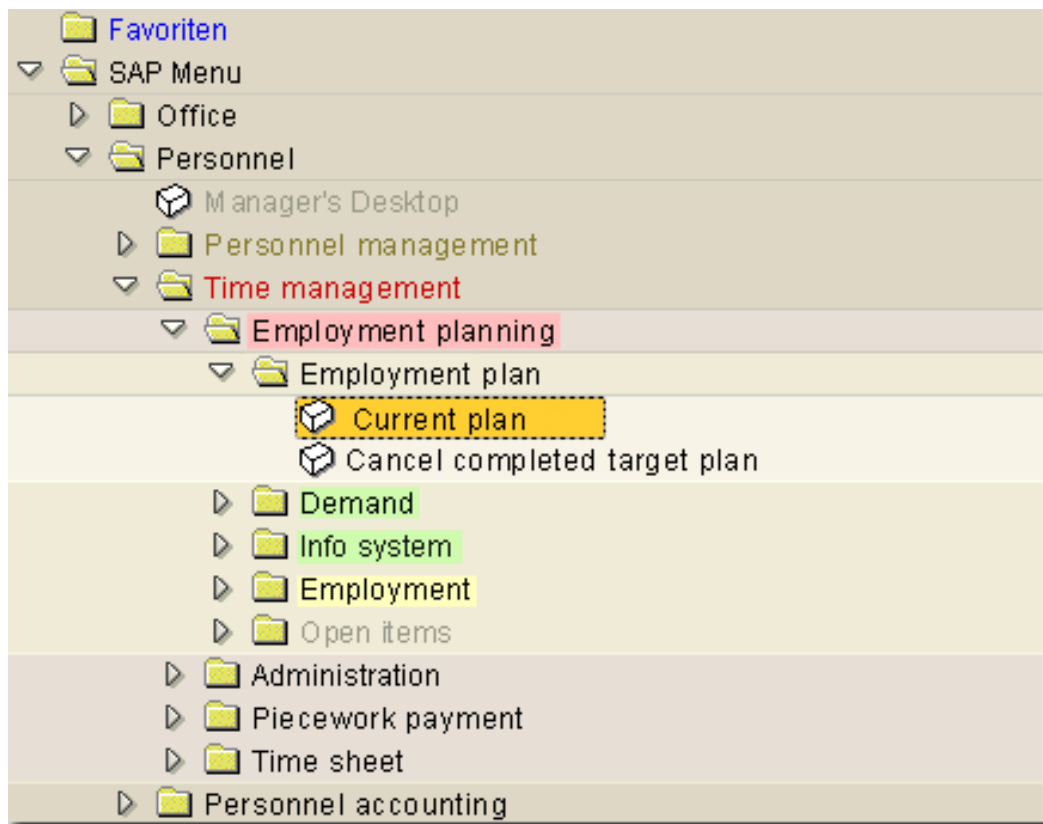 Favoriten
SAP Menu
Office
Personnel
Manager's Desktop
Personnel management
Time management
Employment planning
Employment plan
Current plan
Cancel completed target plan
Demand
Info system
Employment
Open items
Administration
Piecework payment
Time sheet
Personnel accounting